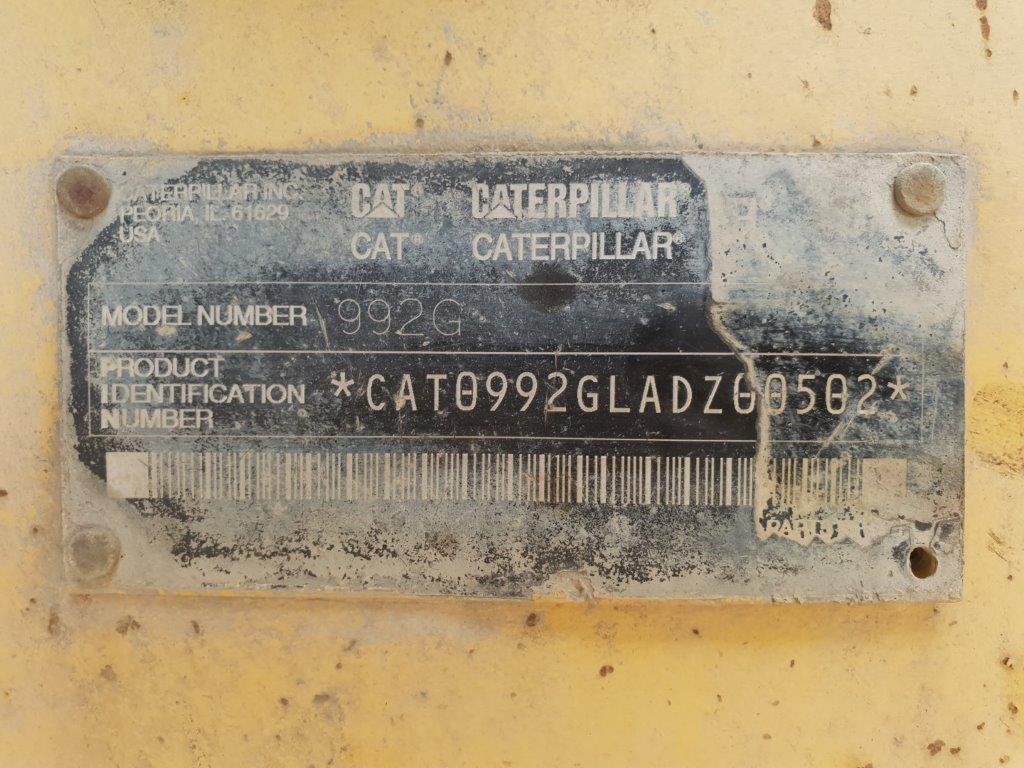 CATERPILLAR INC.
PEORIA, IL 61629
USA
CAT® CATERPILLAR®
CAT® CATERPILLAR®
MODEL NUMBER 992G
PRODUCT
IDENTIFICATION
NUMBER
*CAT0992GLADZ00502*